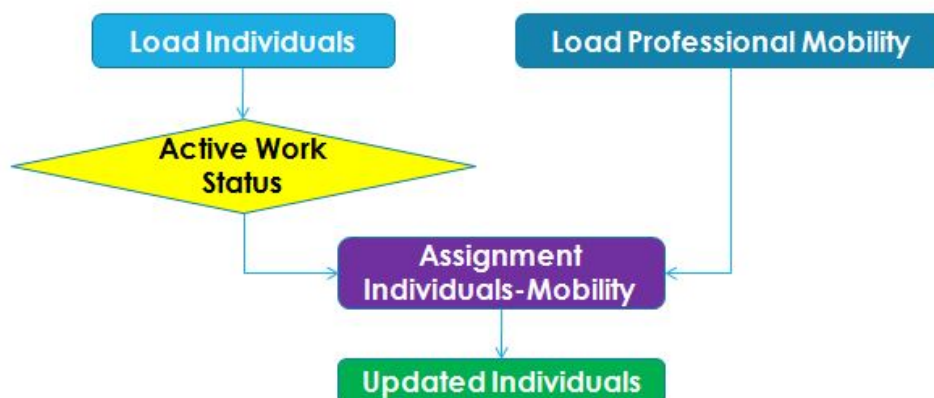 Load Individuals
Load Professional Mobility
Active Work
Status
Assignment
Individuals-Mobility
Updated Individuals